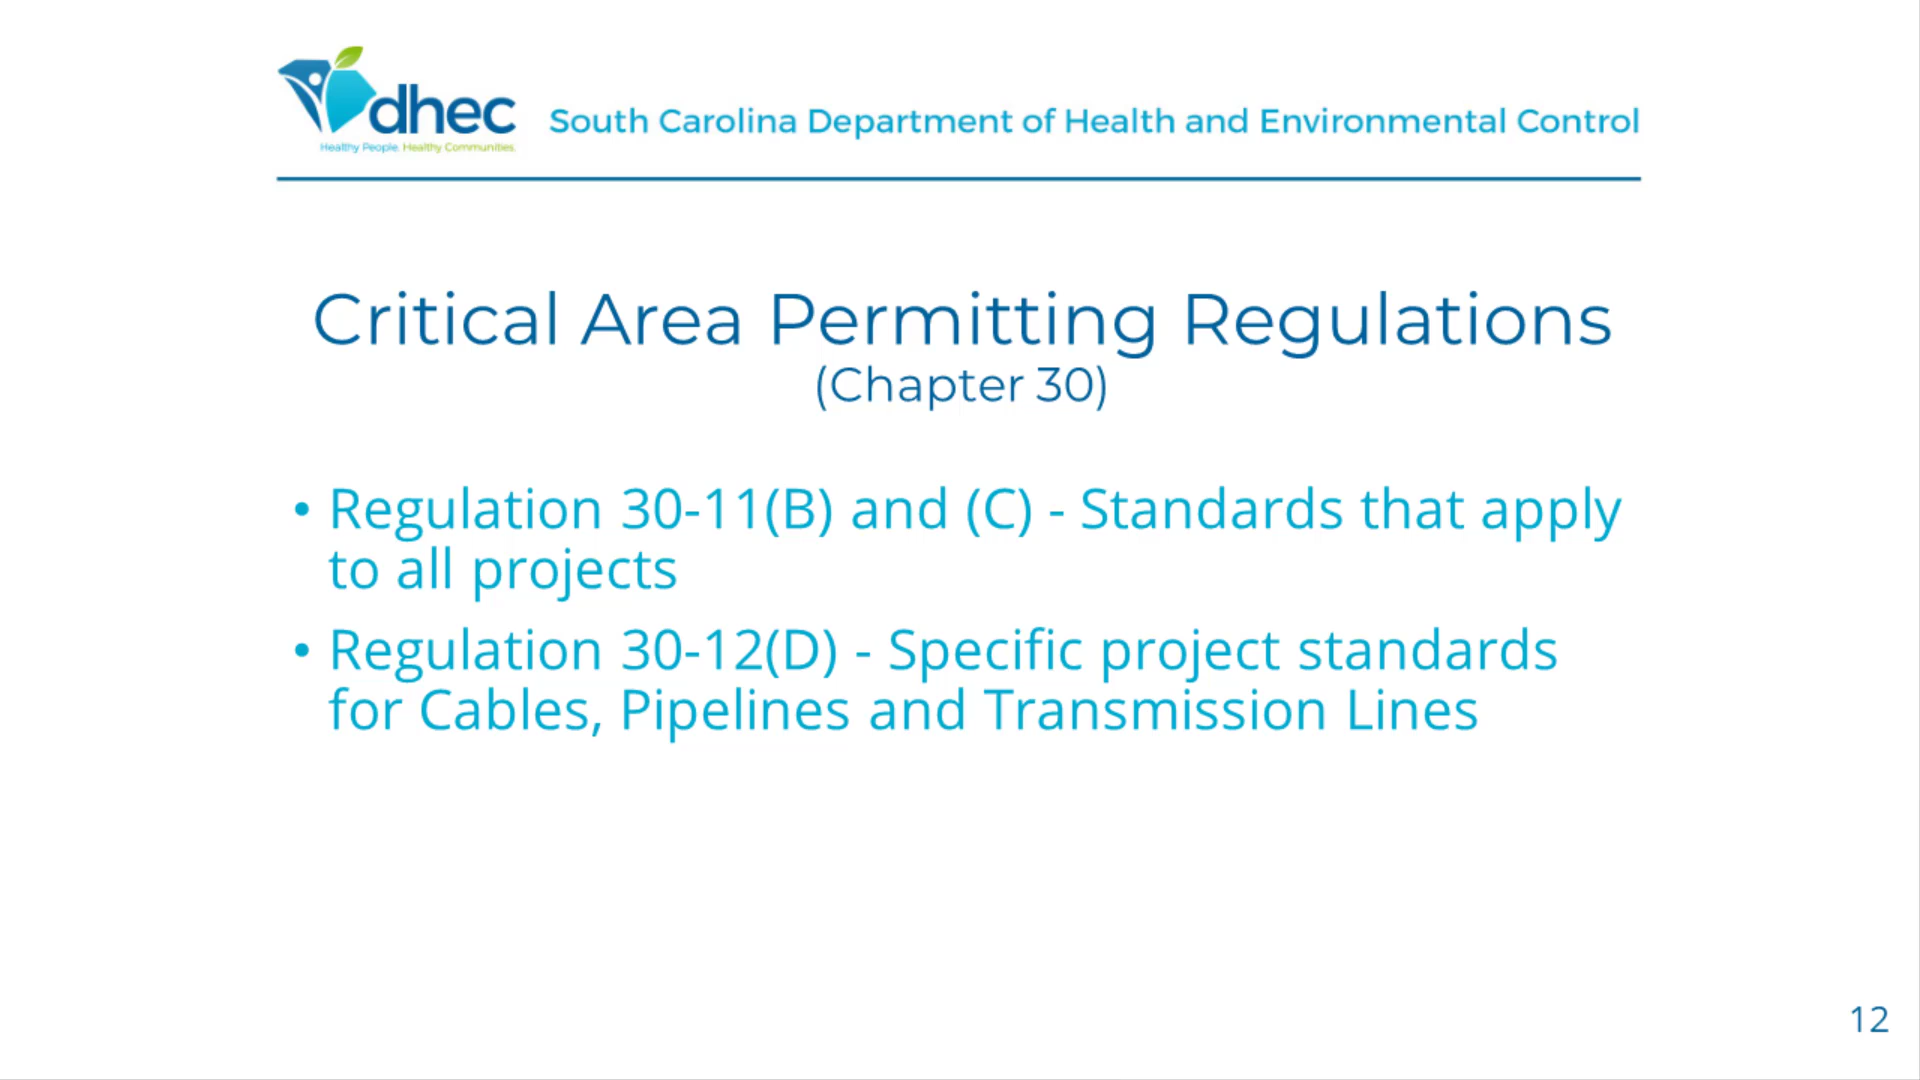 dhec
Healthy People. Healthy Communities.
South Carolina Department of Health and Environmental Control
Critical Area Permitting Regulations
(Chapter 30)
• Regulation 30-11(B) and (C) - Standards that apply
to all projects
• Regulation 30-12(D) - Specific project standards
for Cables, Pipelines and Transmission Lines
12